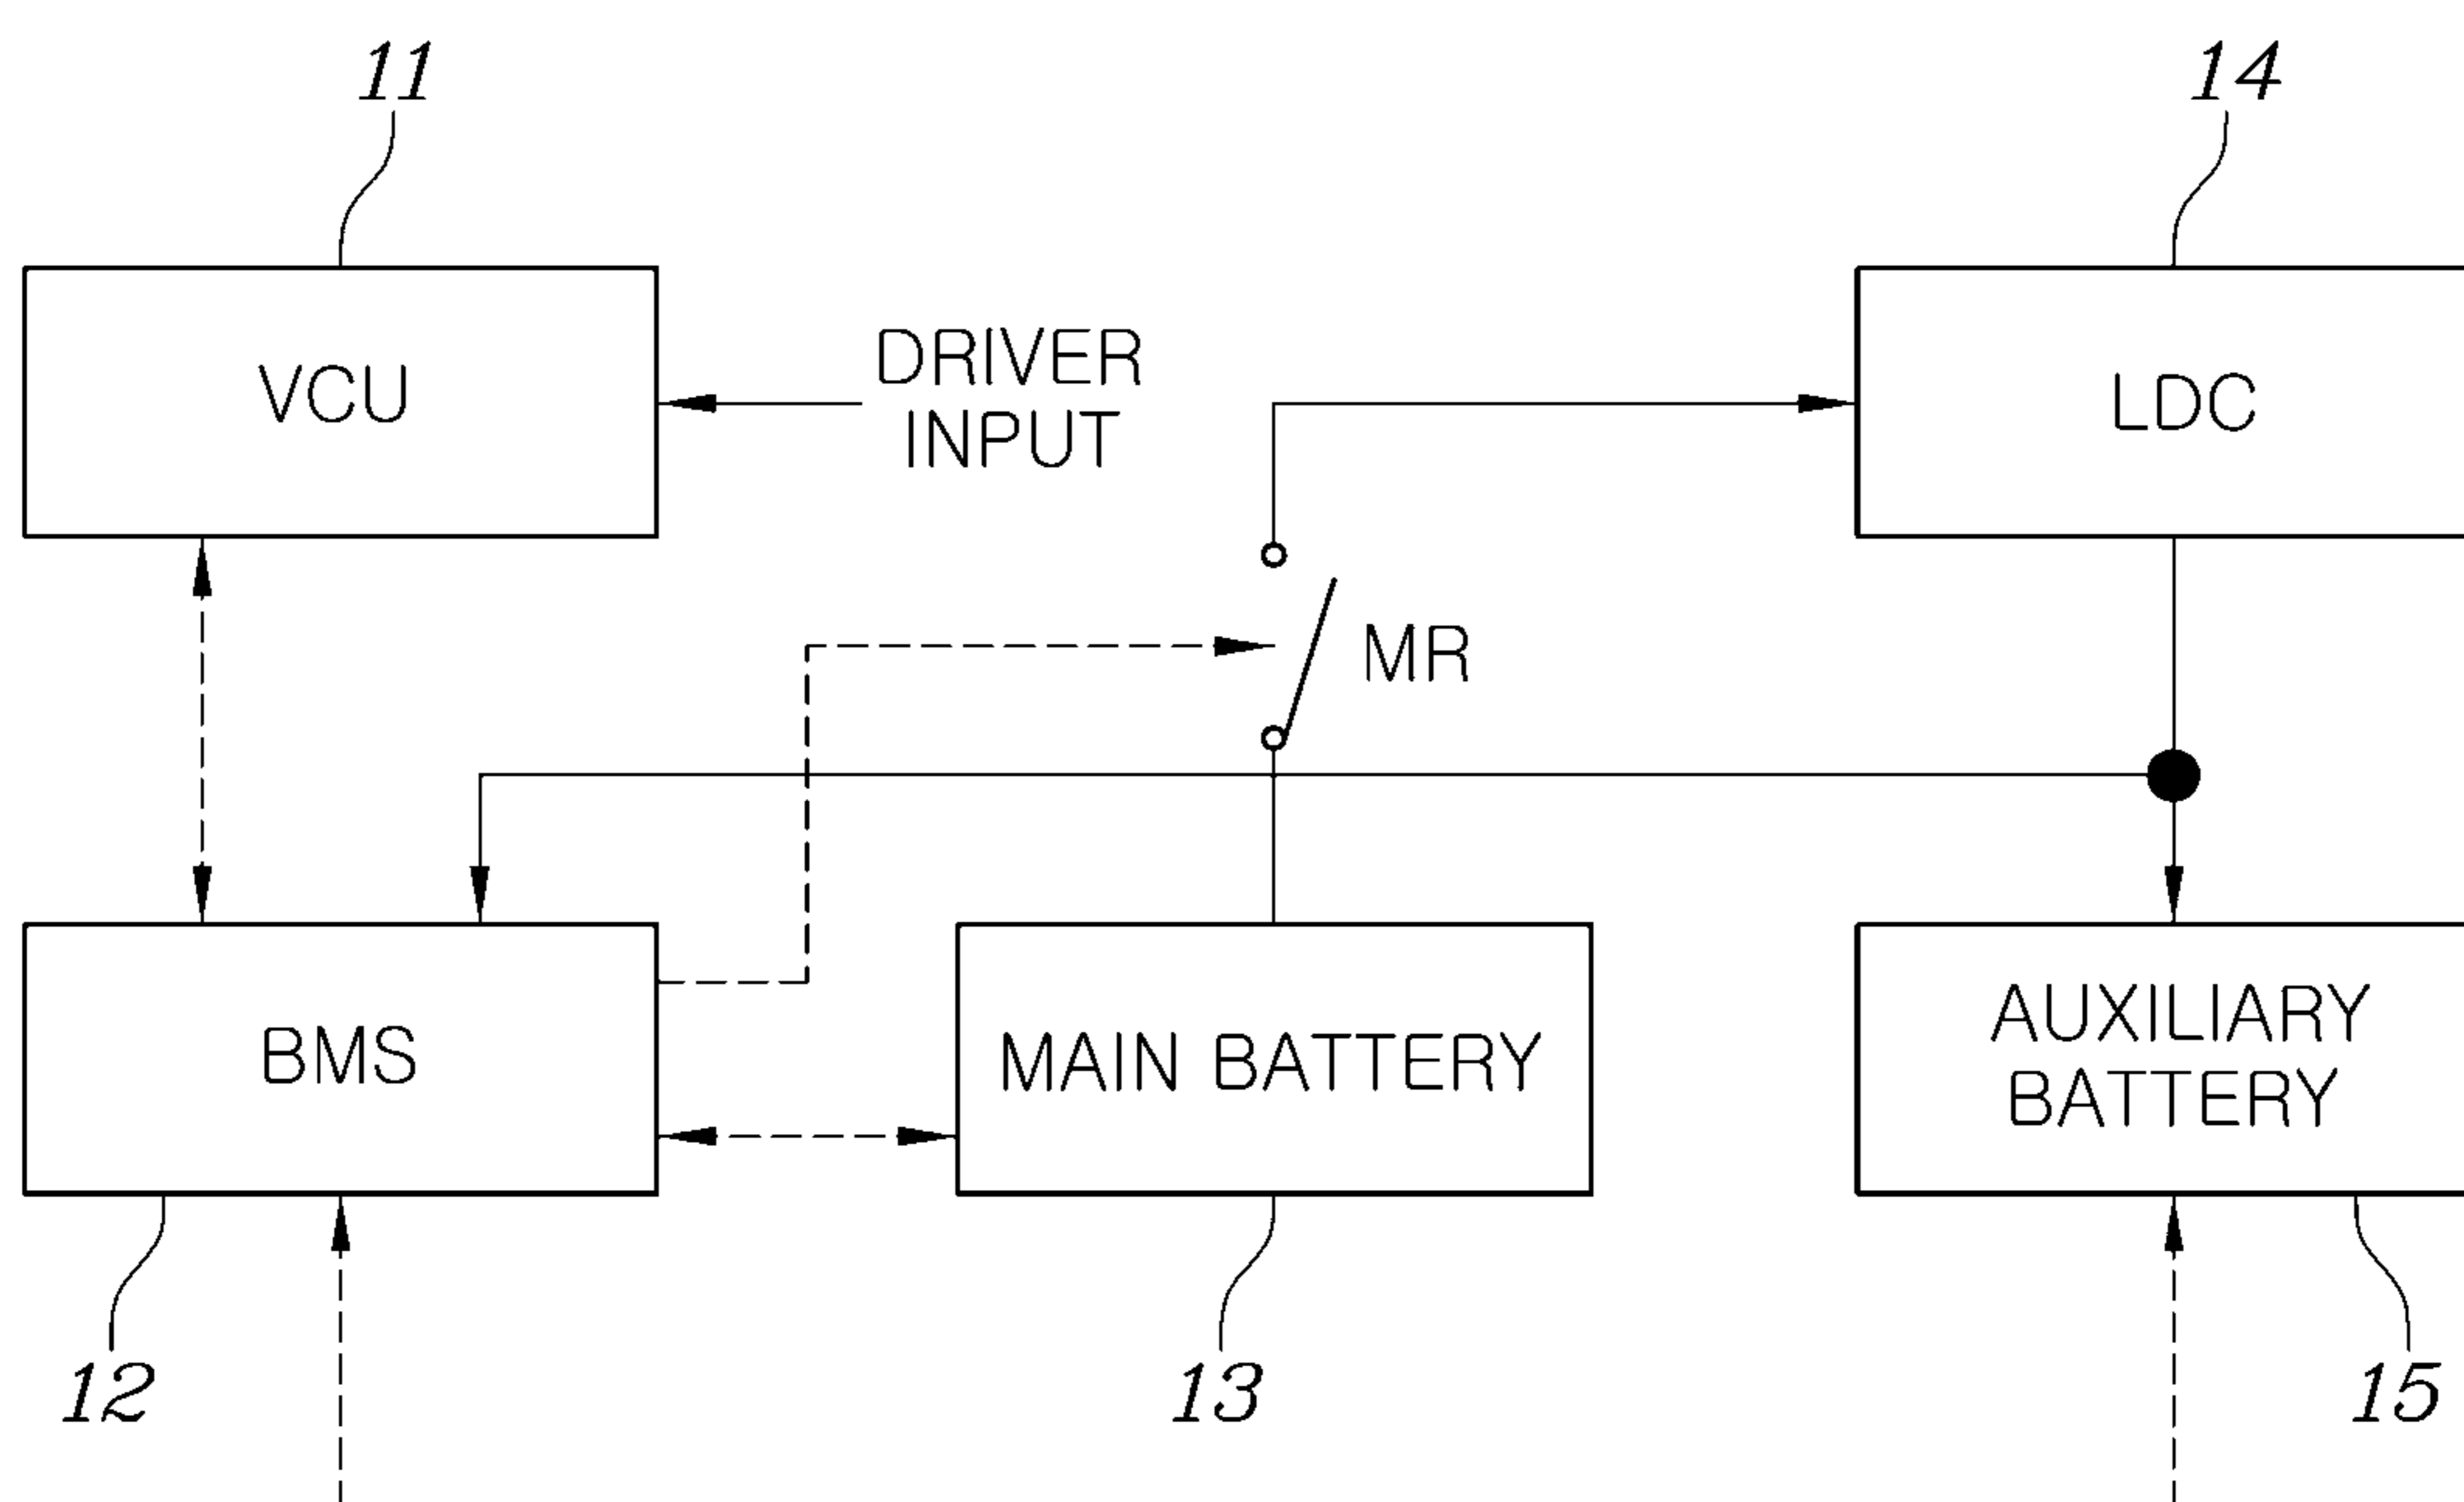 11
14
VCU
DRIVER
INPUT
LDC
MR
BMS
MAIN BATTERY
AUXILIARY
BATTERY
12
13
15